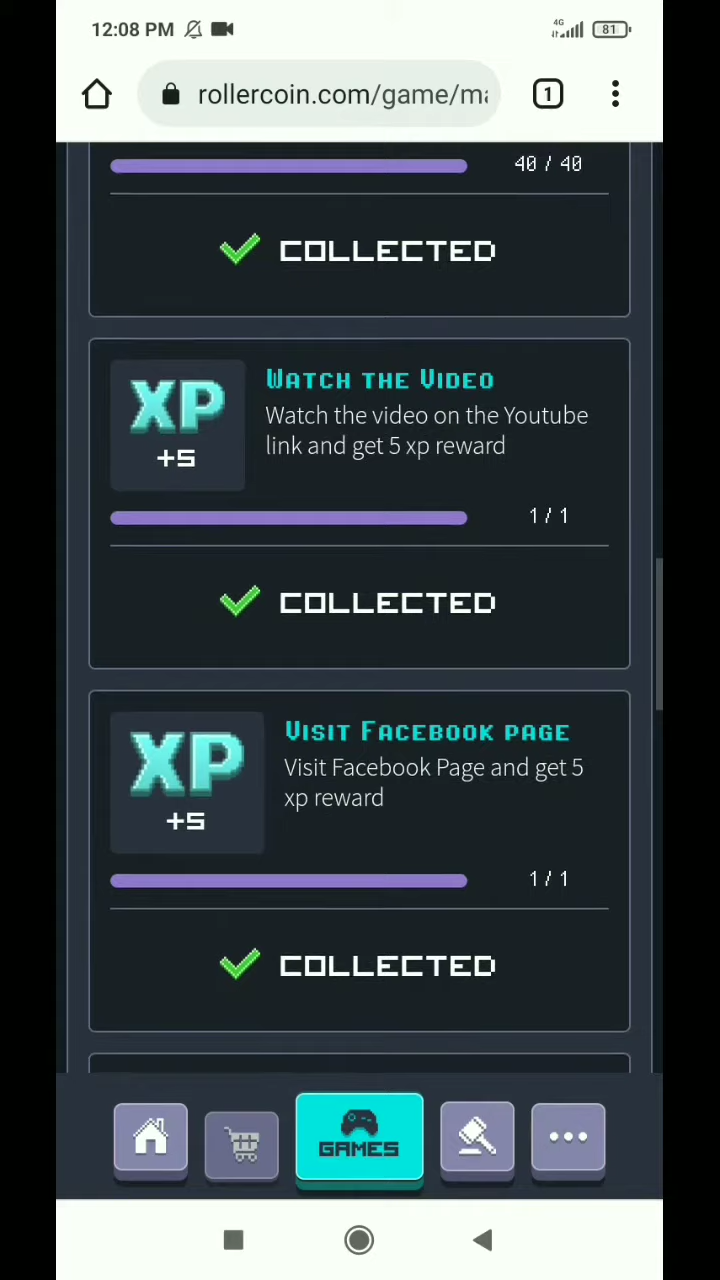 12:08 PM
4G
81
rollercoin.com/game/ma
1
40 / 40
COLLECTED
XP
+5
WATCH THE VIDEO
Watch the video on the Youtube
link and get 5 xp reward
1 / 1
COLLECTED
XP
+5
VISIT FACEBOOK PAGE
Visit Facebook Page and get 5
xp reward
1 / 1
COLLECTED
GAMES